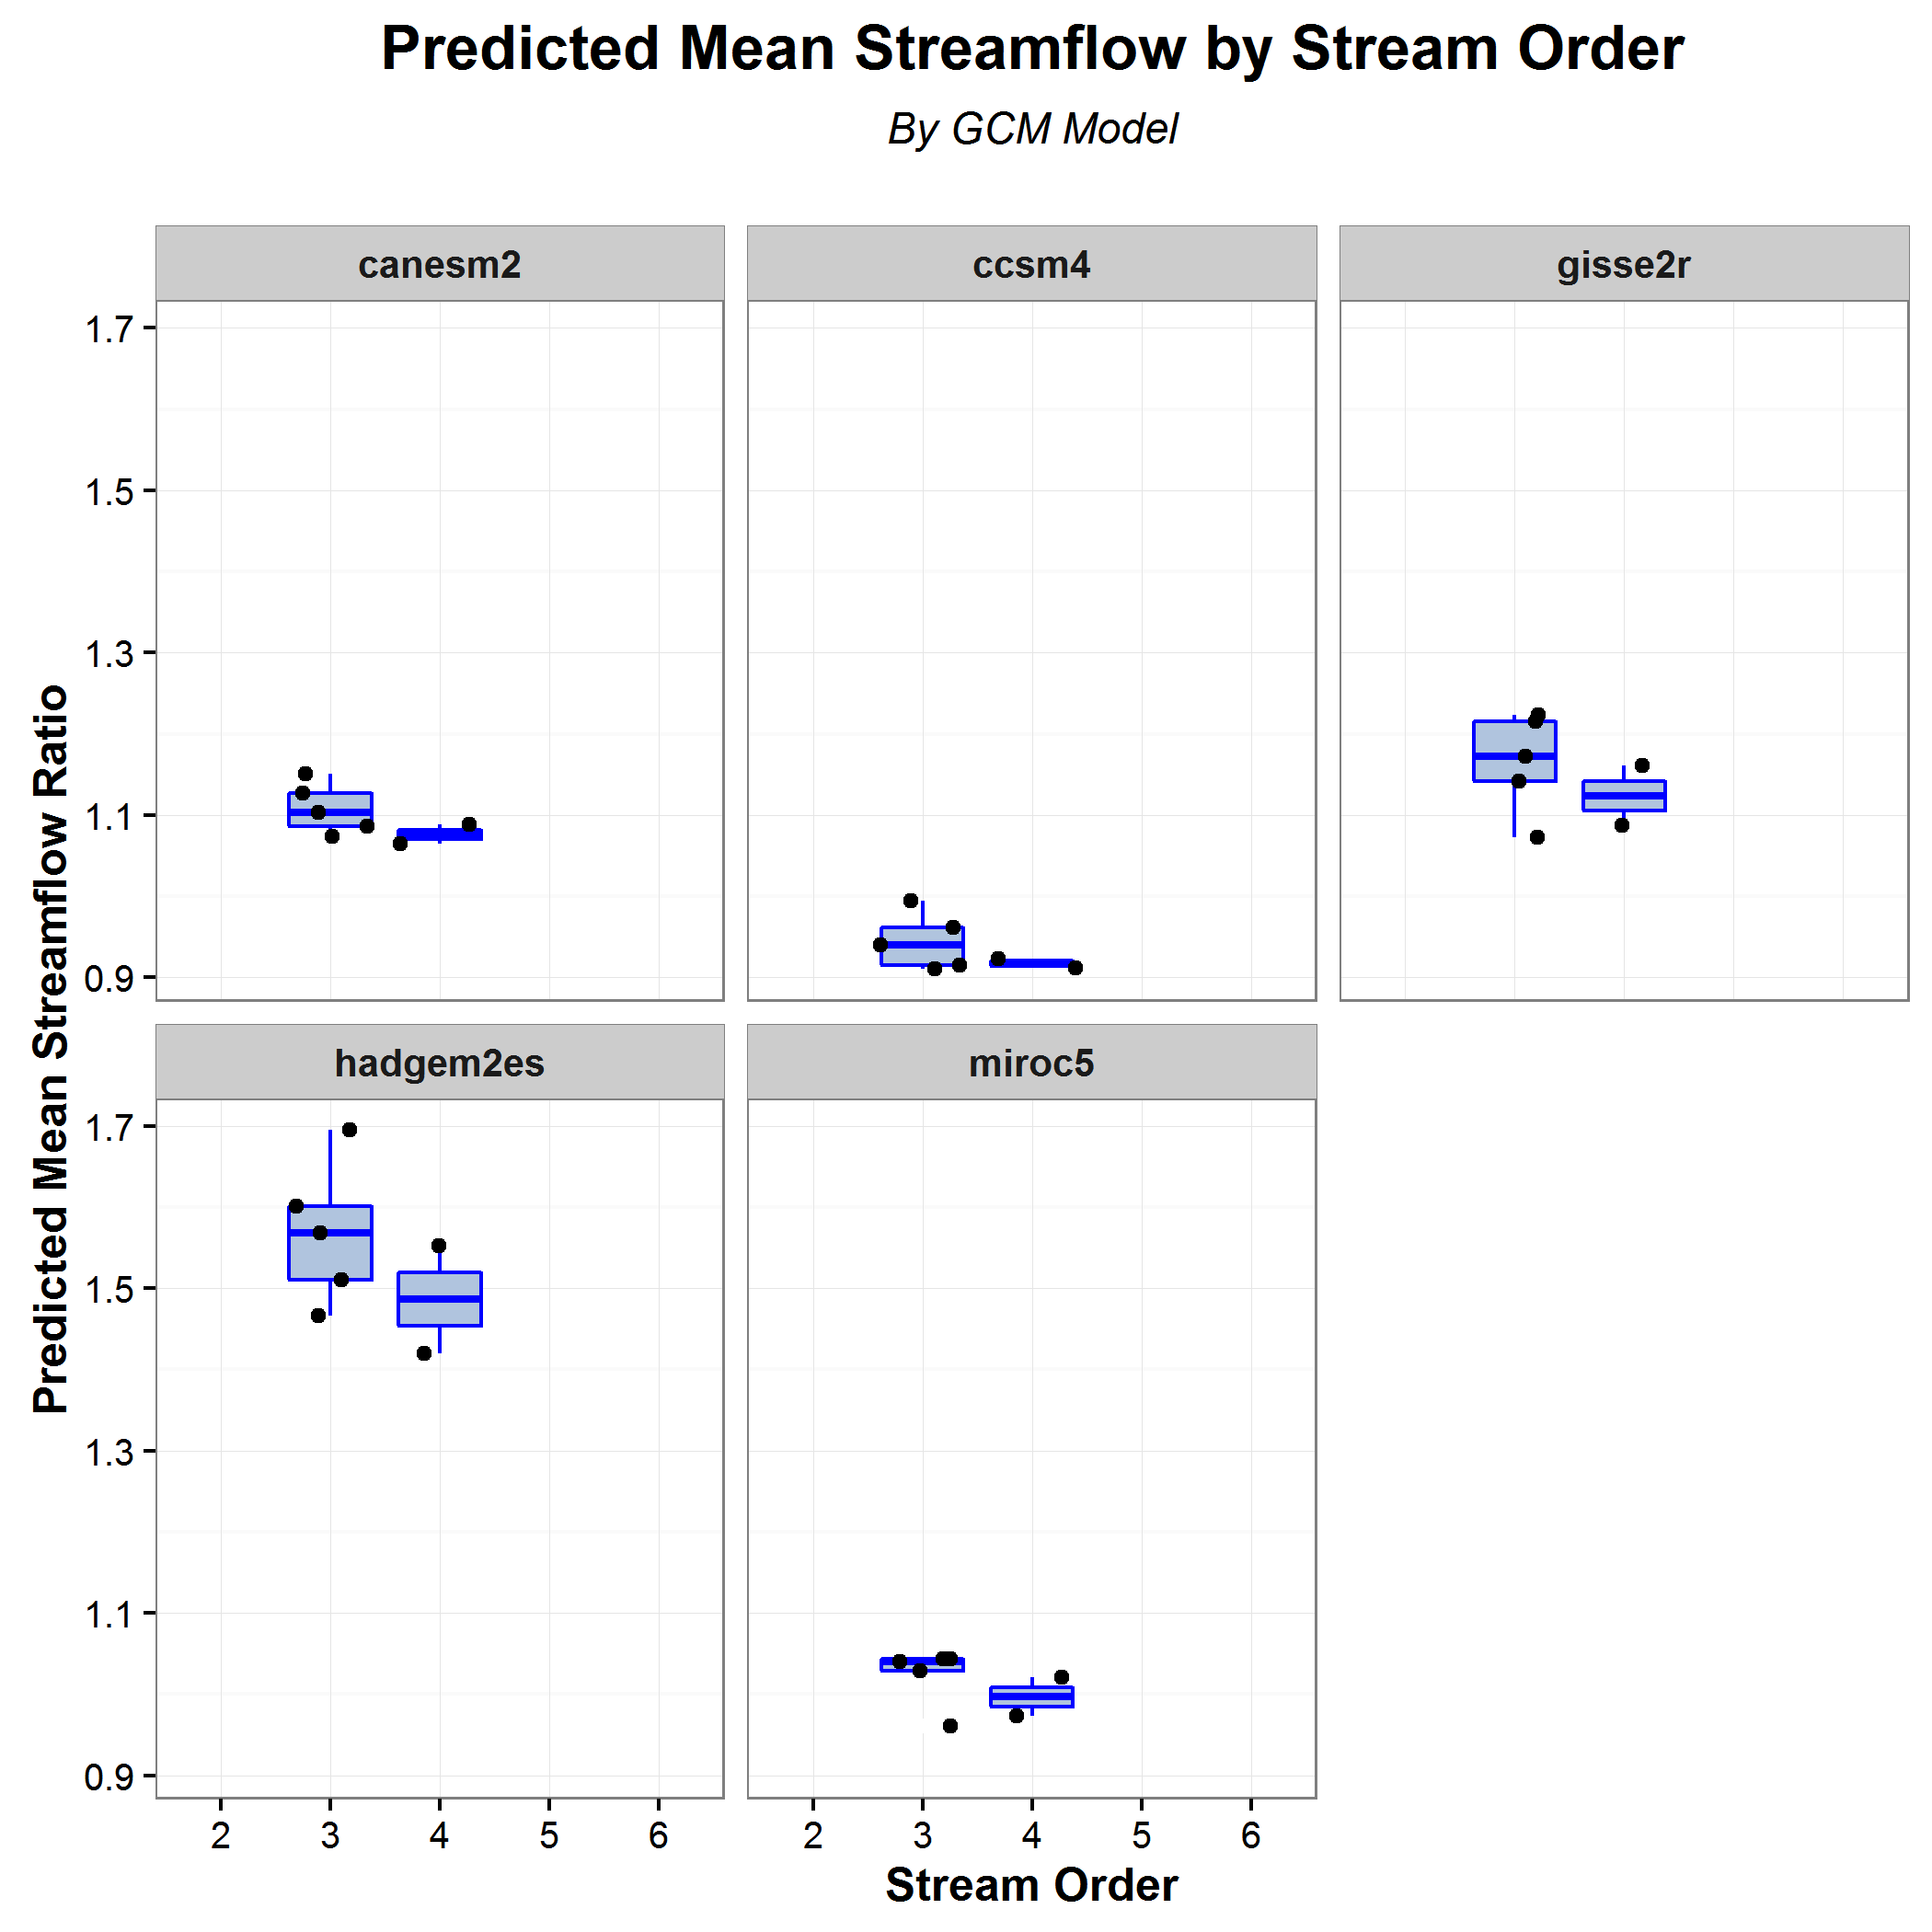 Predicted Mean Streamflow by Stream Order
By GCM Model
canesm2 ccsm4 gisse2r
1.7
1.5
1.3
1.1
0.9
Predicted Mean Streamflow Ratio
hadgem2es miroc5
1.7
1.5
1.3
1.1
0.9
2 3 4 5 6 2 3 4 5 6
Stream Order